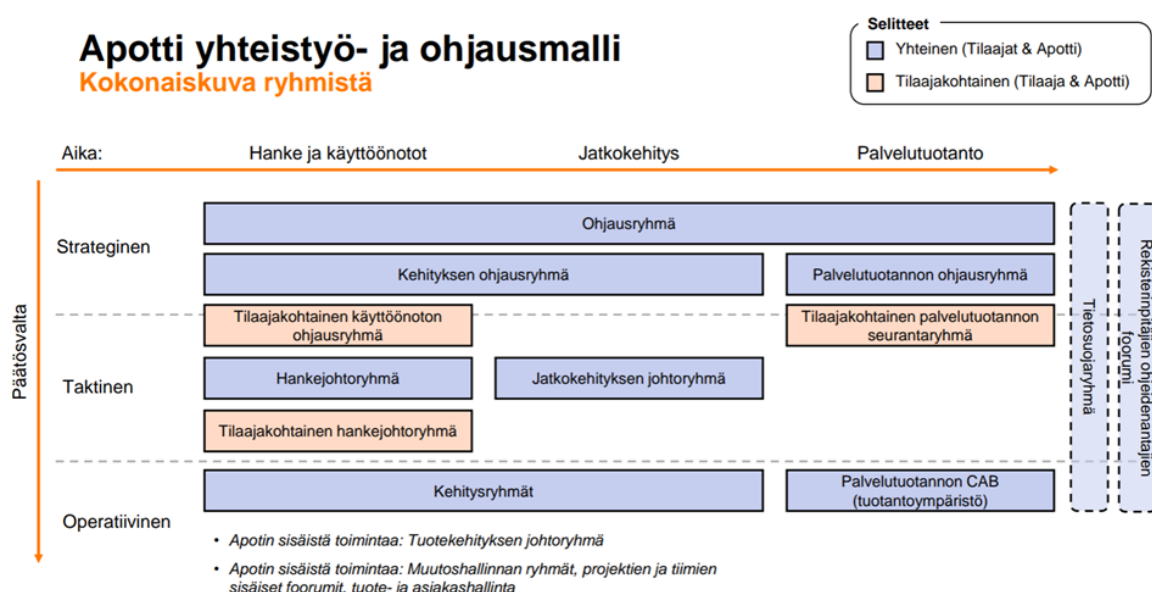 Apotti yhteistyö- ja ohjausmalli
Kokonaiskuva ryhmistä
Selitteet
Yhteinen (Tilaajat & Apotti)
Tilaajakohtainen (Tilaaja & Apotti)
Aika:
Hanke ja käyttöönotot
Jatkokehitys
Palvelutuotanto
Päätösvalta
Strateginen
Ohjausryhmä
Kehityksen ohjausryhmä
Palvelutuotannon ohjausryhmä
Tilaajakohtainen käyttöönoton
ohjausryhmä
Tilaajakohtainen palvelutuotannon
seurantaryhmä
Taktinen
Hankejohtoryhmä
Jatkokehityksen johtoryhmä
Tilaajakohtainen hankejohtoryhmä
Operatiivinen
Kehitysryhmät
Palvelutuotannon CAB
(tuotantoympäristö)
Tietosuojaryhmä
Rekisterinpitäjien ohjeidenantajien
foorumi
• Apotin sisäistä toimintaa: Tuotekehityksen johtoryhmä
• Apotin sisäistä toimintaa: Muutoshallinnan ryhmät, projektien ja tiimien
sisäiset foorumit, tuote- ja asiakashallinta